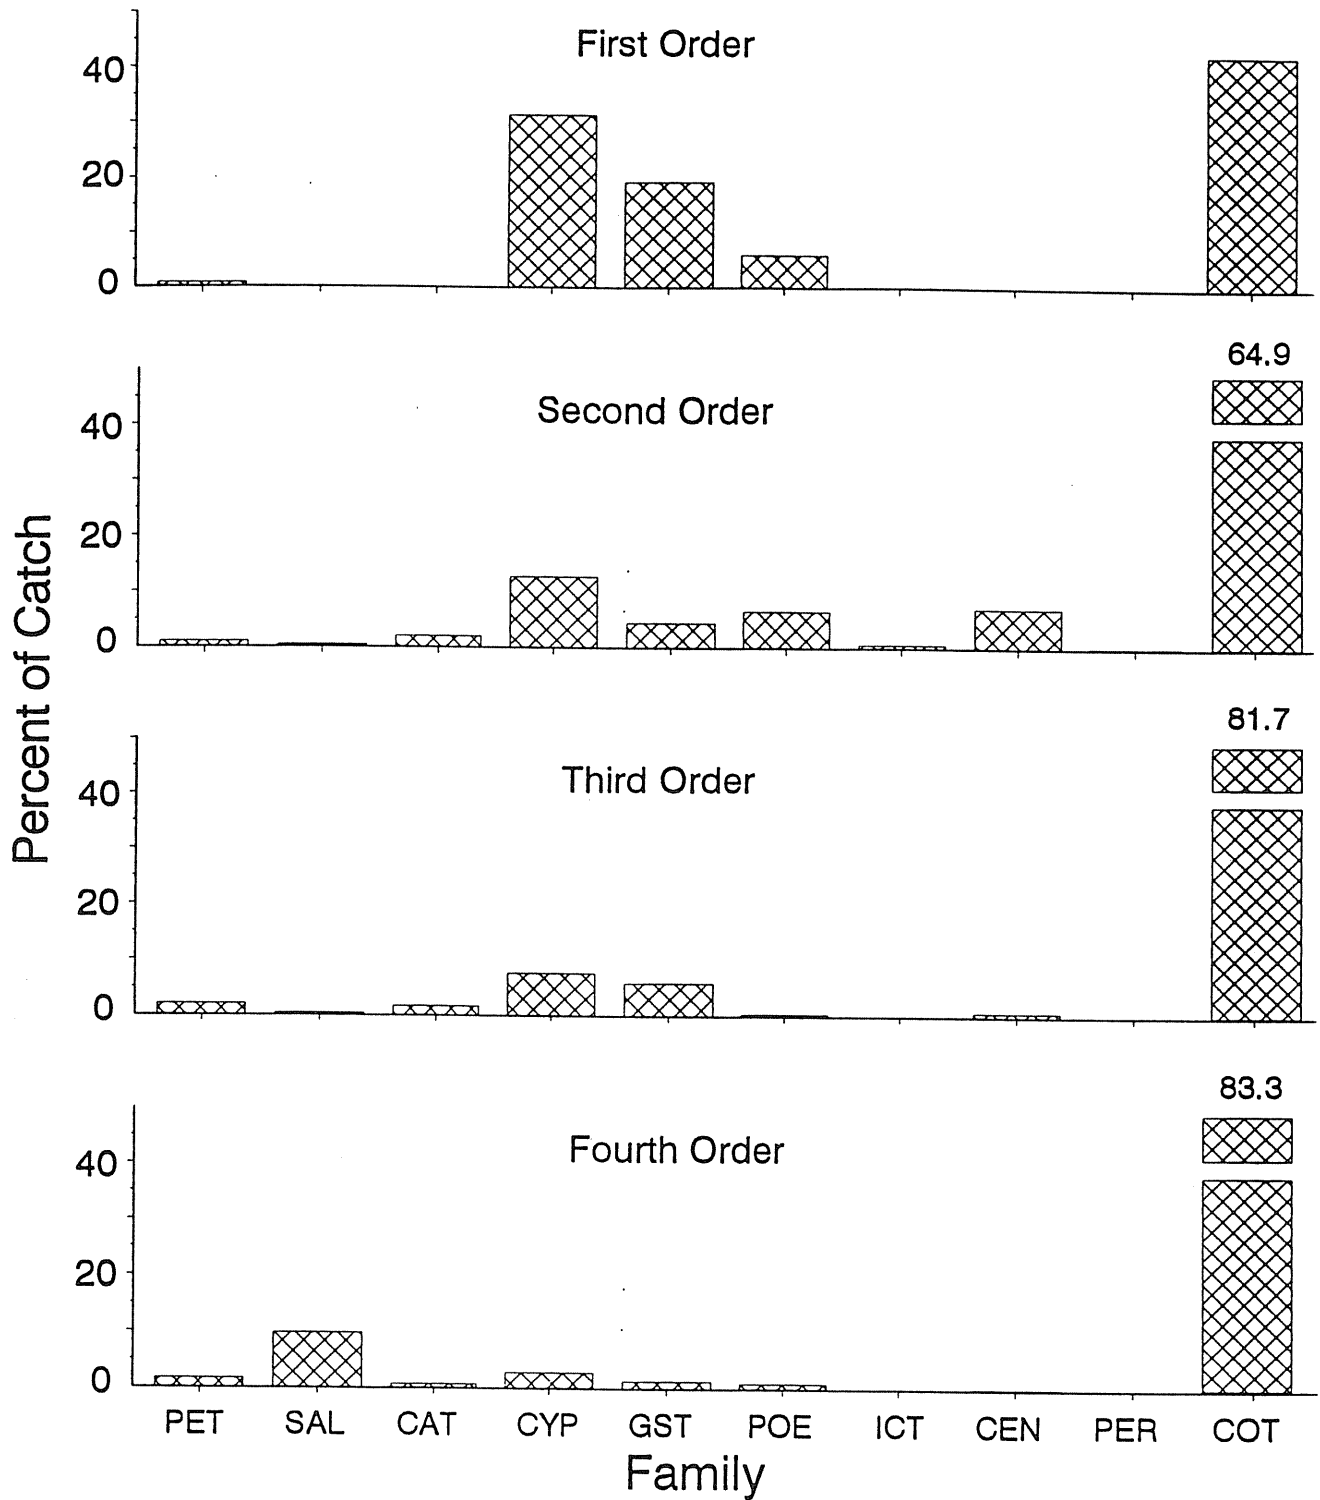 First Order
40
20
0
64.9
Second Order
40
20
0
81.7
Third Order
40
20
0
83.3
Fourth Order
40
20
0
Percent of Catch
PET SAL CAT CYP GST POE ICT CEN PER COT
Family